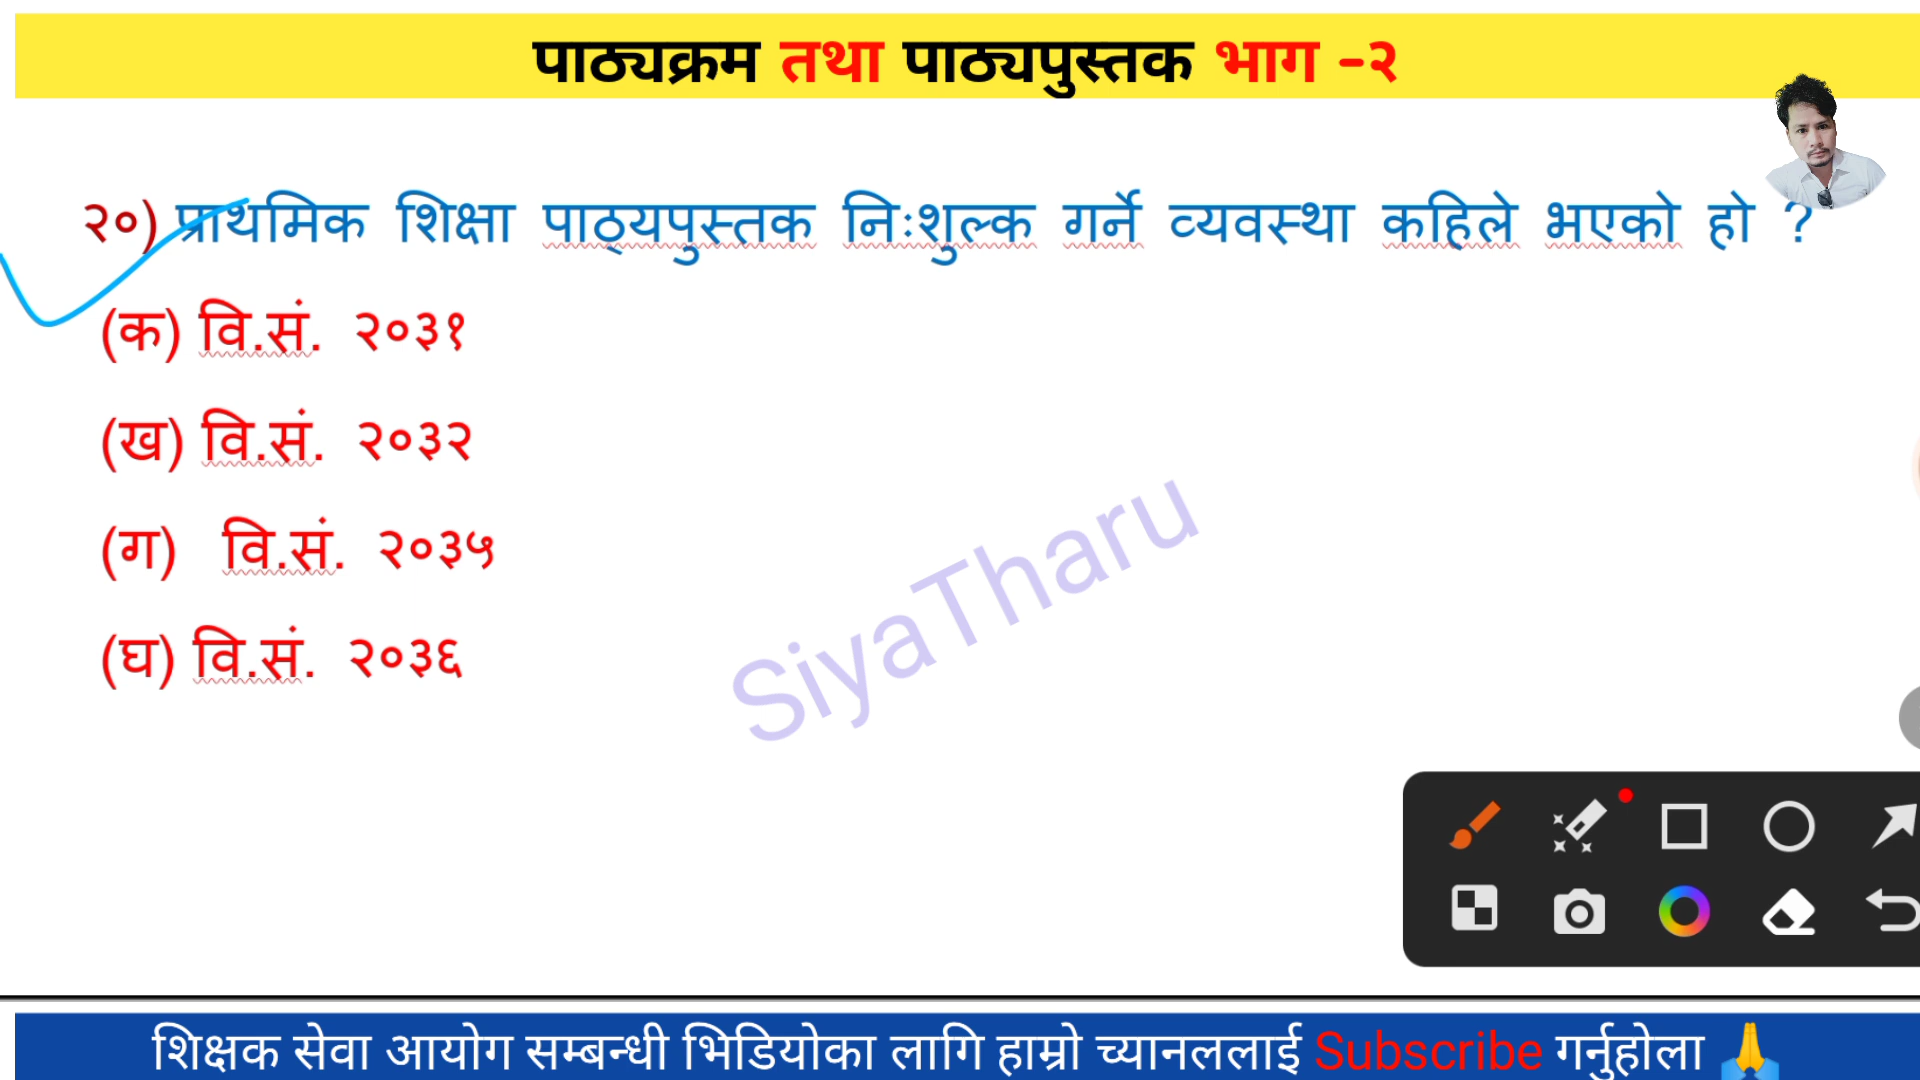 पाठ्यक्रम तथा पाठ्यपुस्तक भाग -२
२०) प्राथमिक शिक्षा पाठ्यपुस्तक निःशुल्क गर्ने व्यवस्था कहिले भएको हो ?
(क) वि.सं. २०३१
(ख) वि.सं. २०३२
(ग) वि.सं. २०३५
(घ) वि.सं. २०३६
SiyaTharu
शिक्षक सेवा आयोग सम्बन्धी भिडियोका लागि हाम्रो च्यानललाई Subscribe गर्नुहोला 🙏